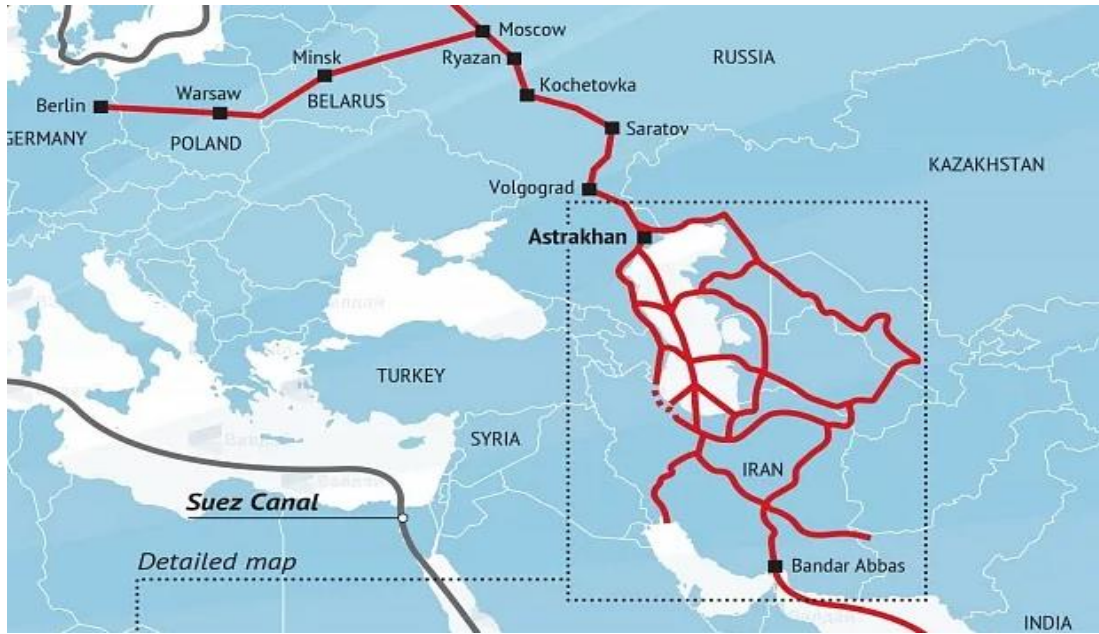 Moscow
Ryazan
RUSSIA
Minsk
Kochetovka
Warsaw
BELARUS
Berlin
GERMANY
POLAND
Saratov
KAZAKHSTAN
Volgograd
Astrakhan
TURKEY
SYRIA
IRAN
Suez Canal
Detailed map
Bandar Abbas
INDIA